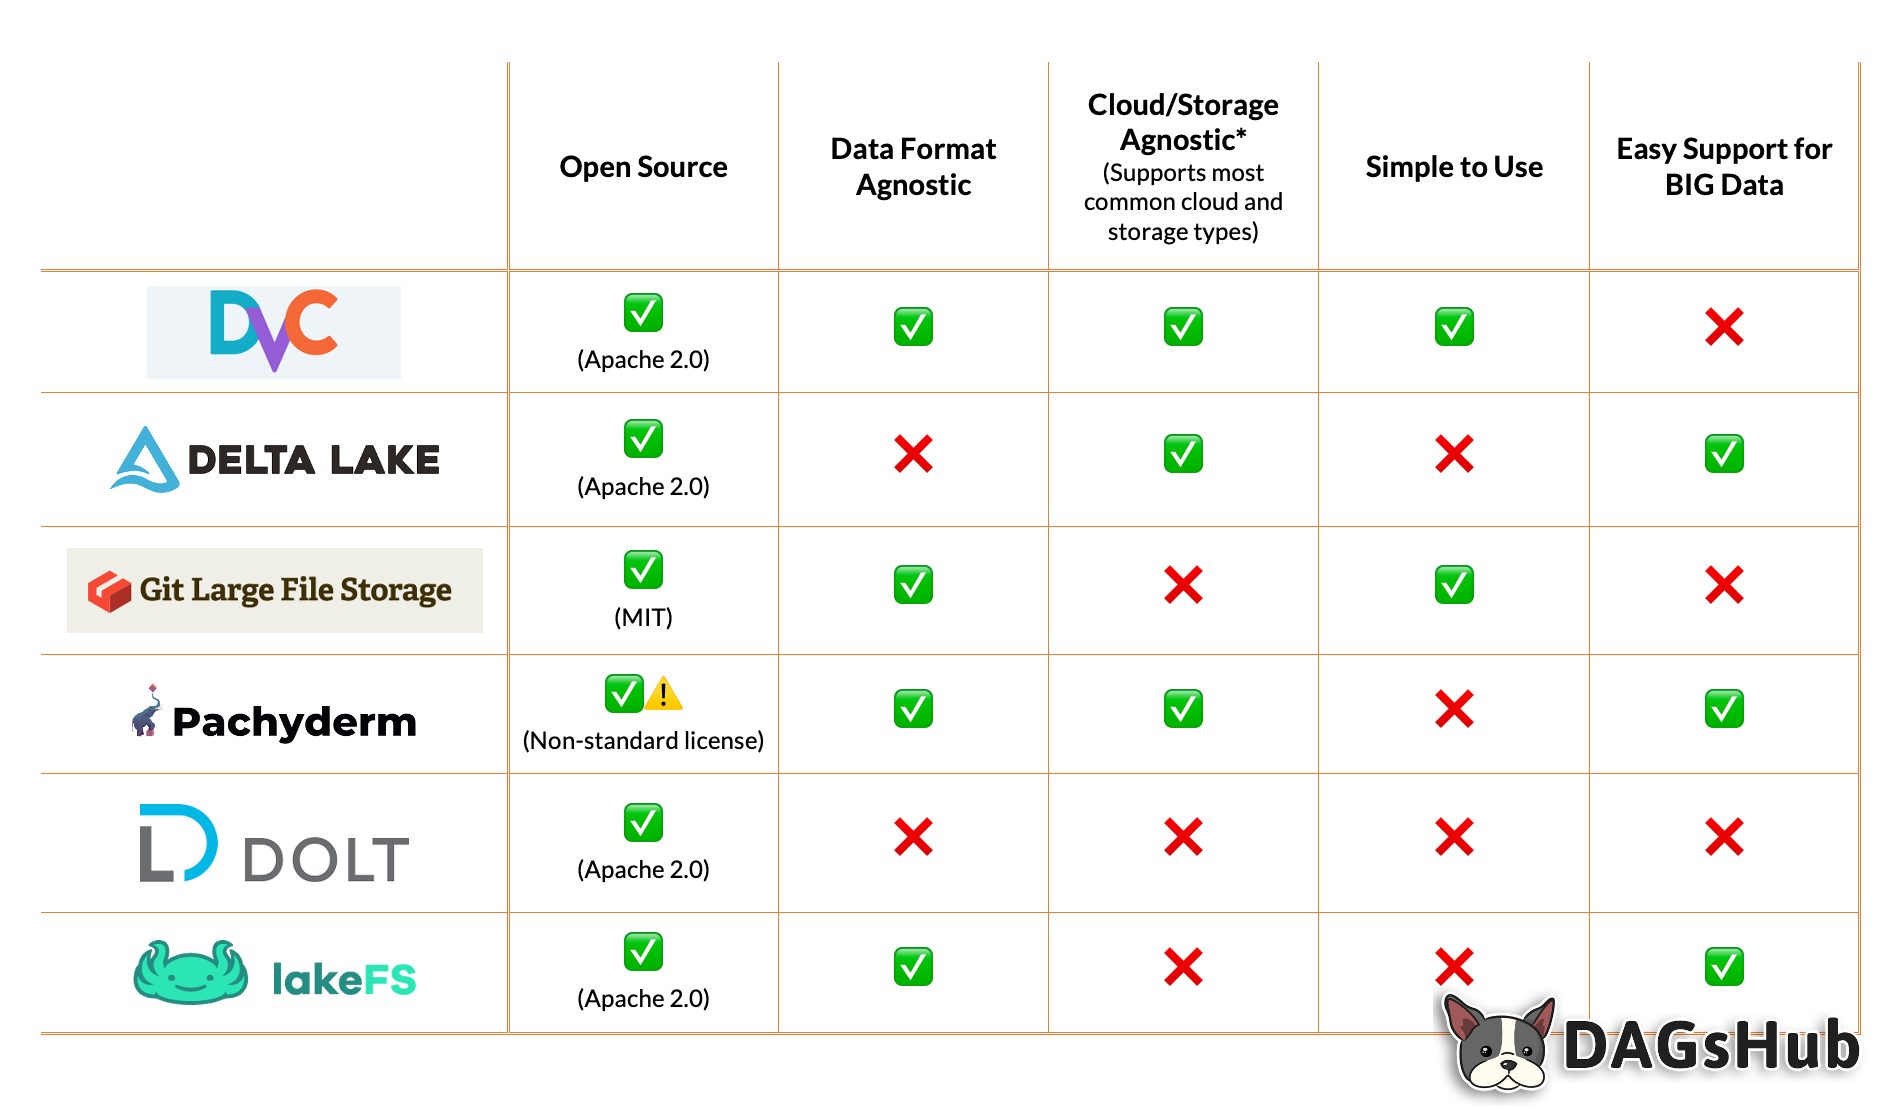 Open Source
Data Format
Agnostic
Cloud/Storage
Agnostic*
(Supports most
common cloud and
storage types)
Simple to Use
Easy Support for
BIG Data
DVC
(Apache 2.0)
DELTA LAKE
(Apache 2.0)
Git Large File Storage
(MIT)
Pachyderm
(Non-standard license)
DOLT
(Apache 2.0)
lakeFS
(Apache 2.0)
DAGsHub